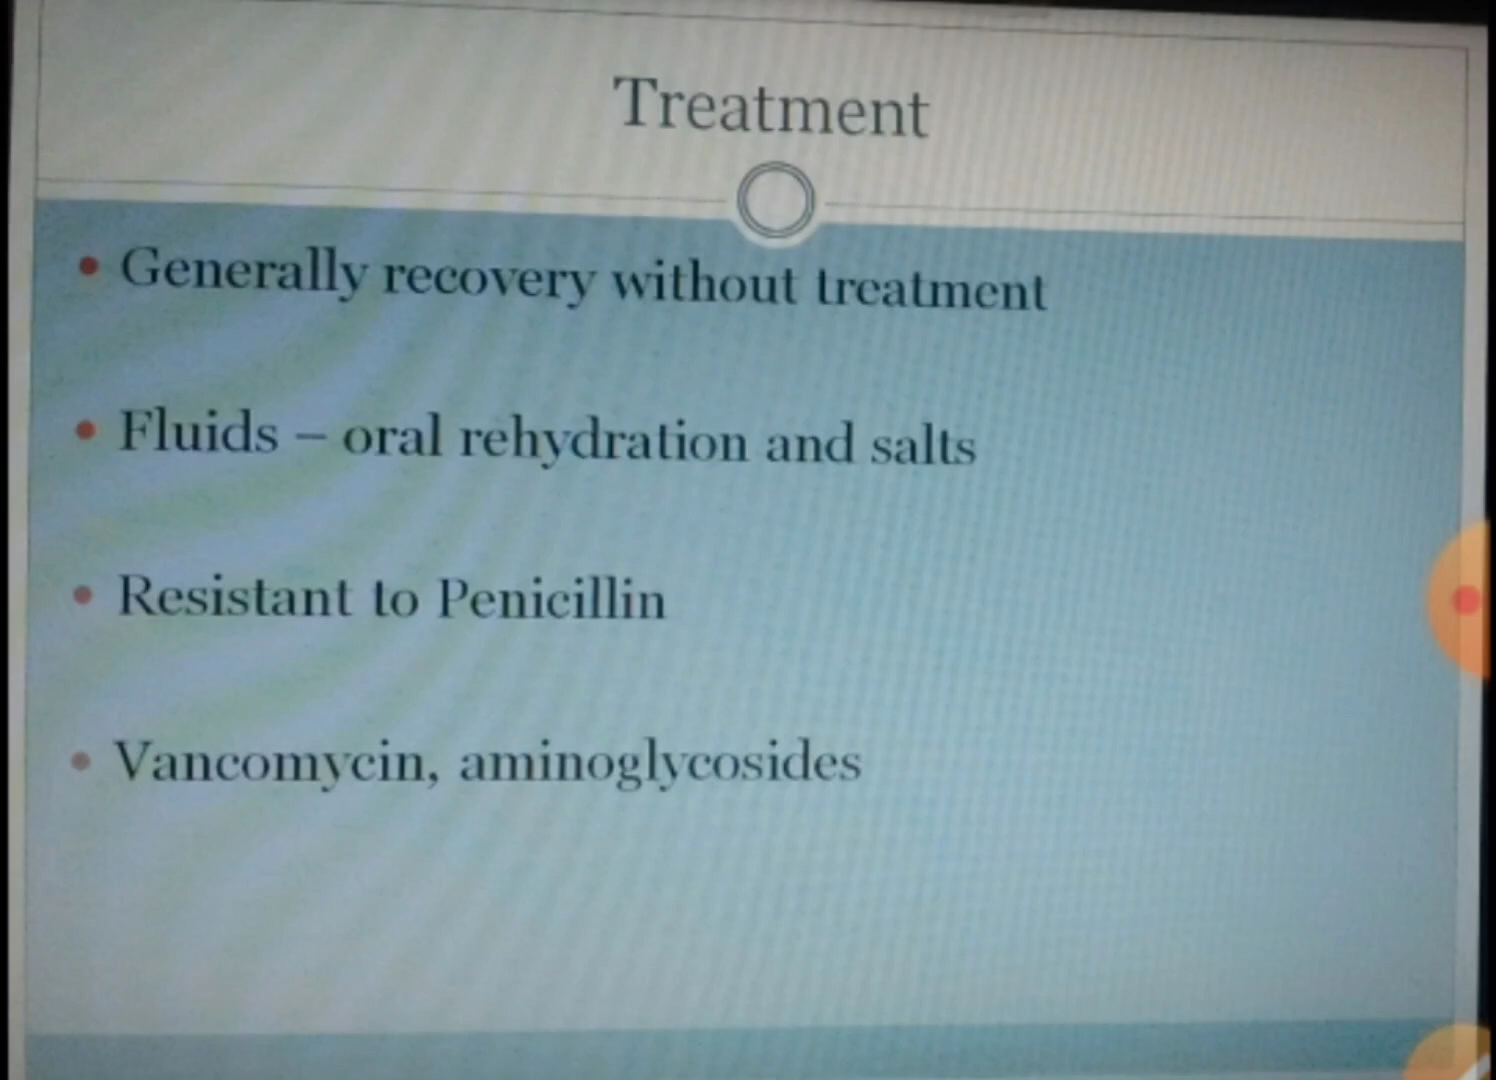 Treatment
• Generally recovery without treatment
• Fluids – oral rehydration and salts
• Resistant to Penicillin
• Vancomycin, aminoglycosides